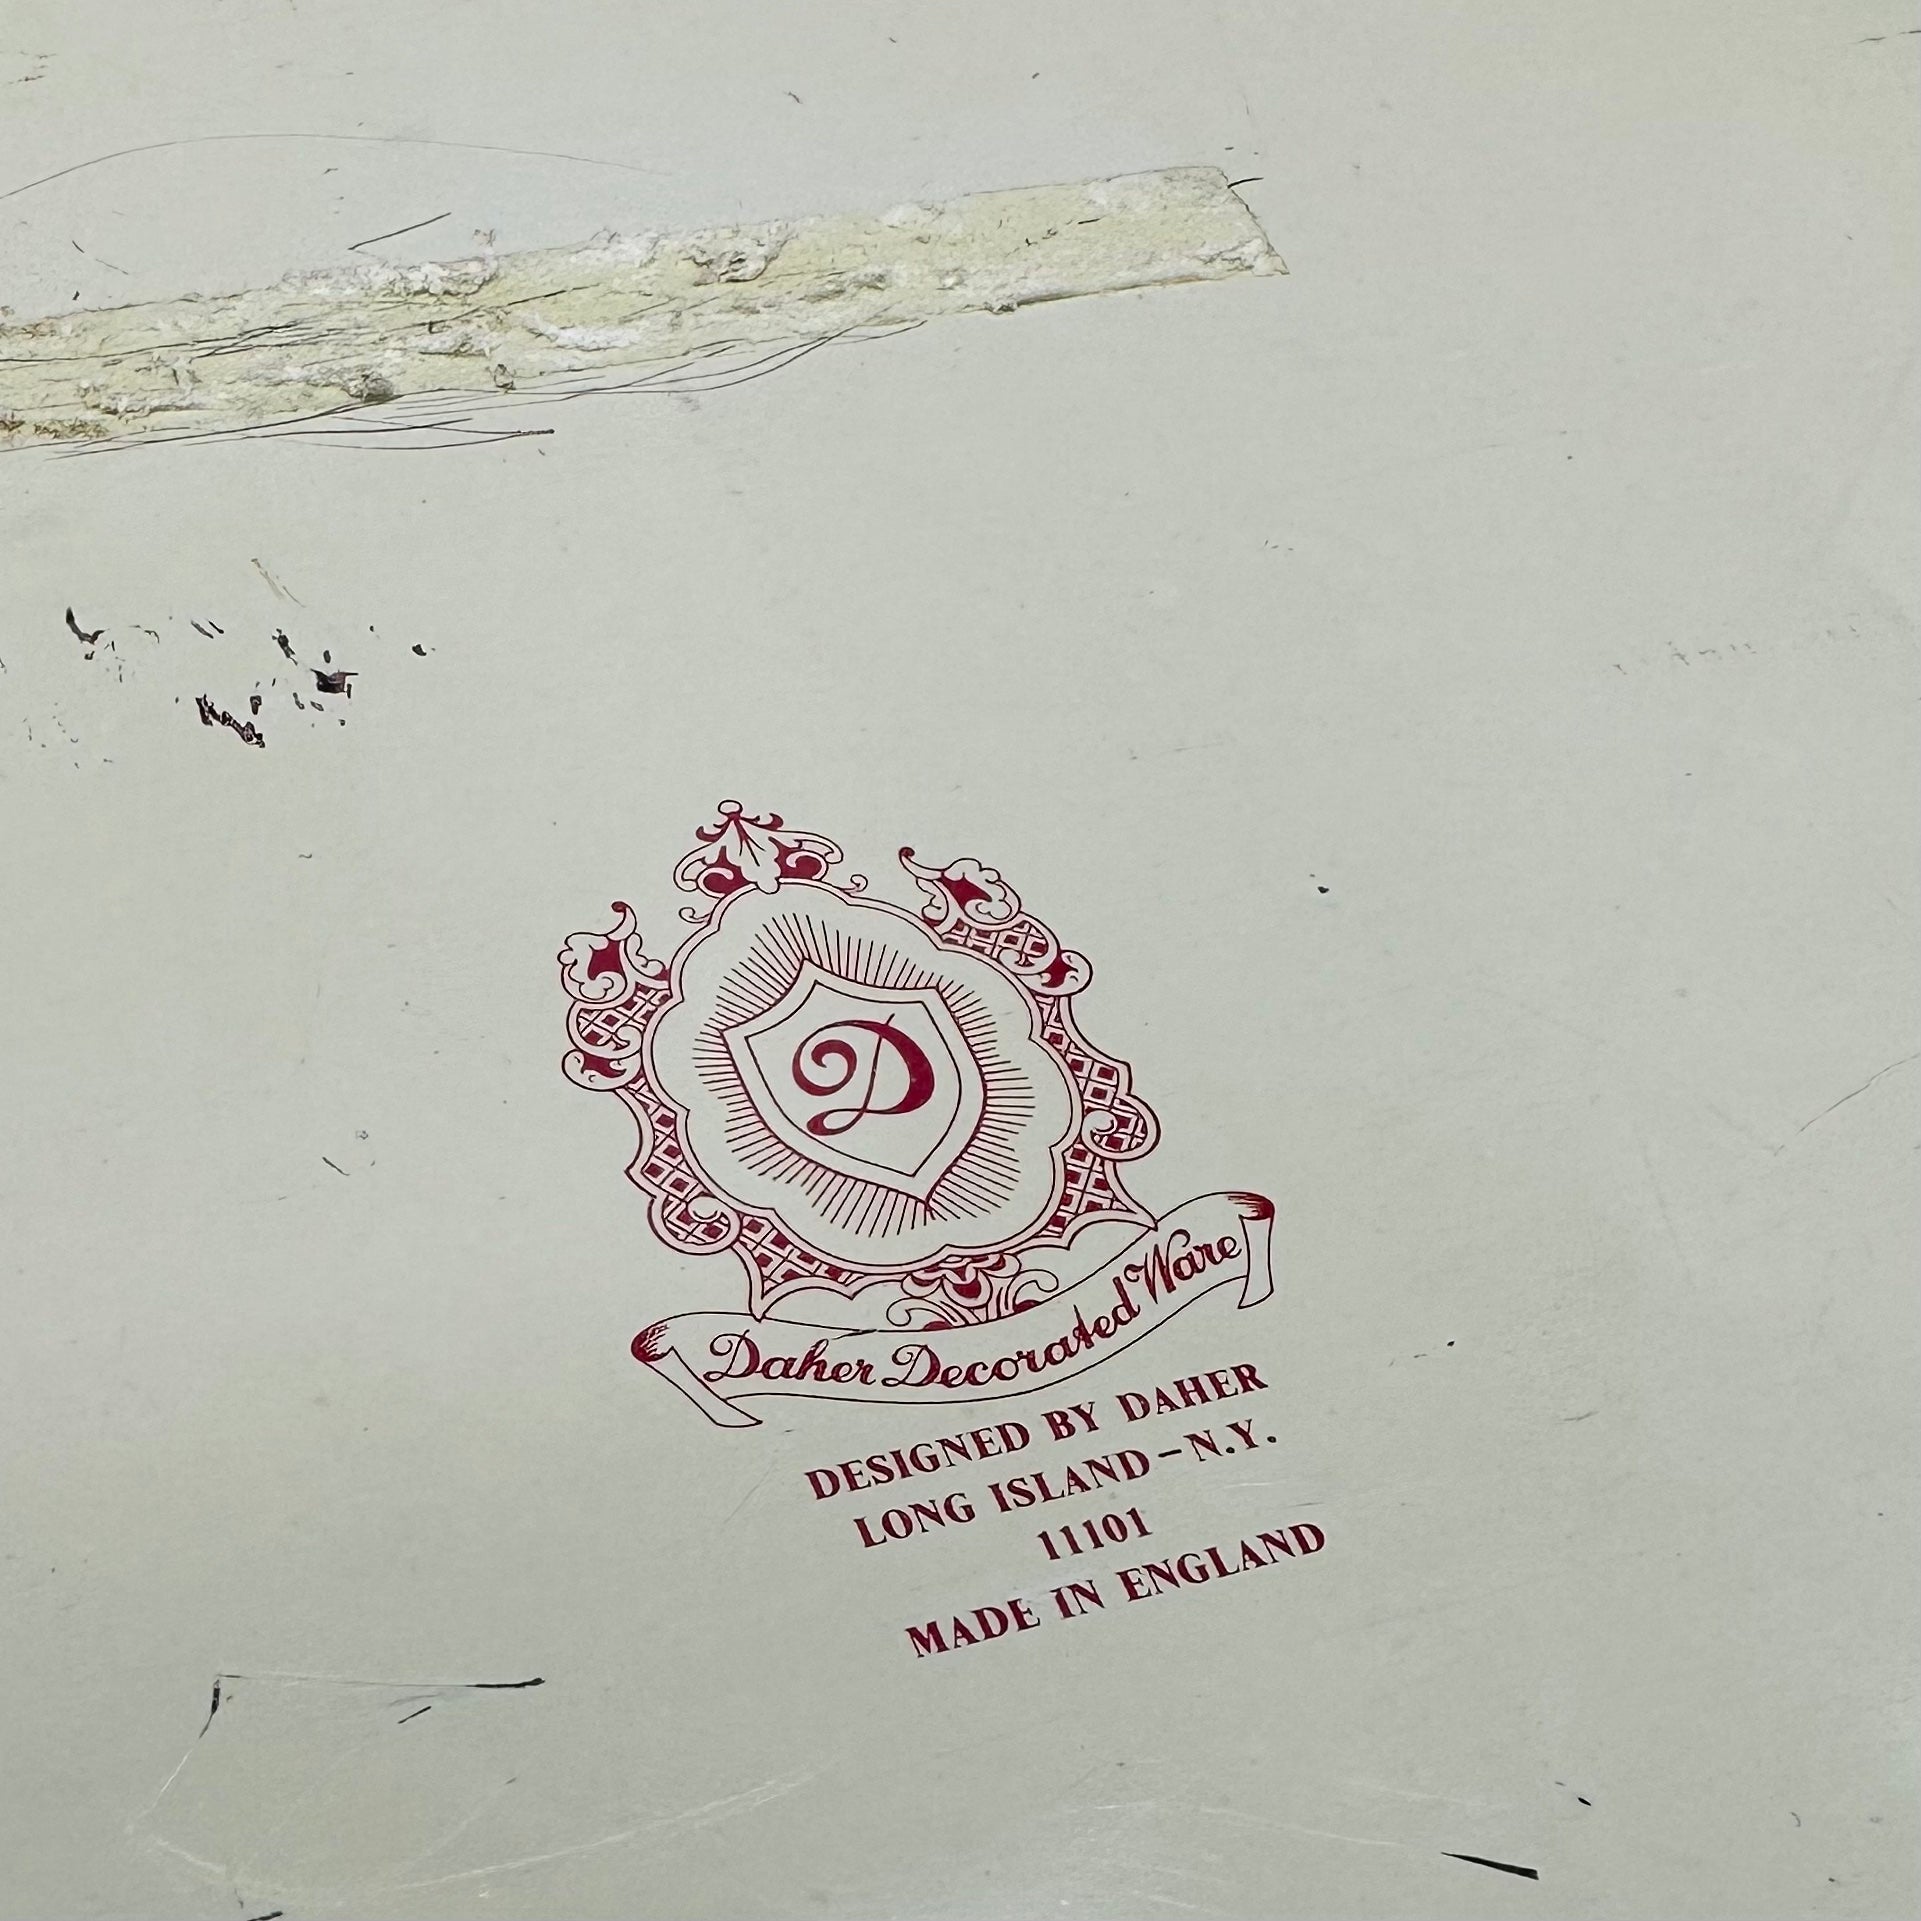 D
Daher Decorated Ware
DESIGNED BY DAHER
LONG ISLAND-N.Y.
11101
MADE IN ENGLAND